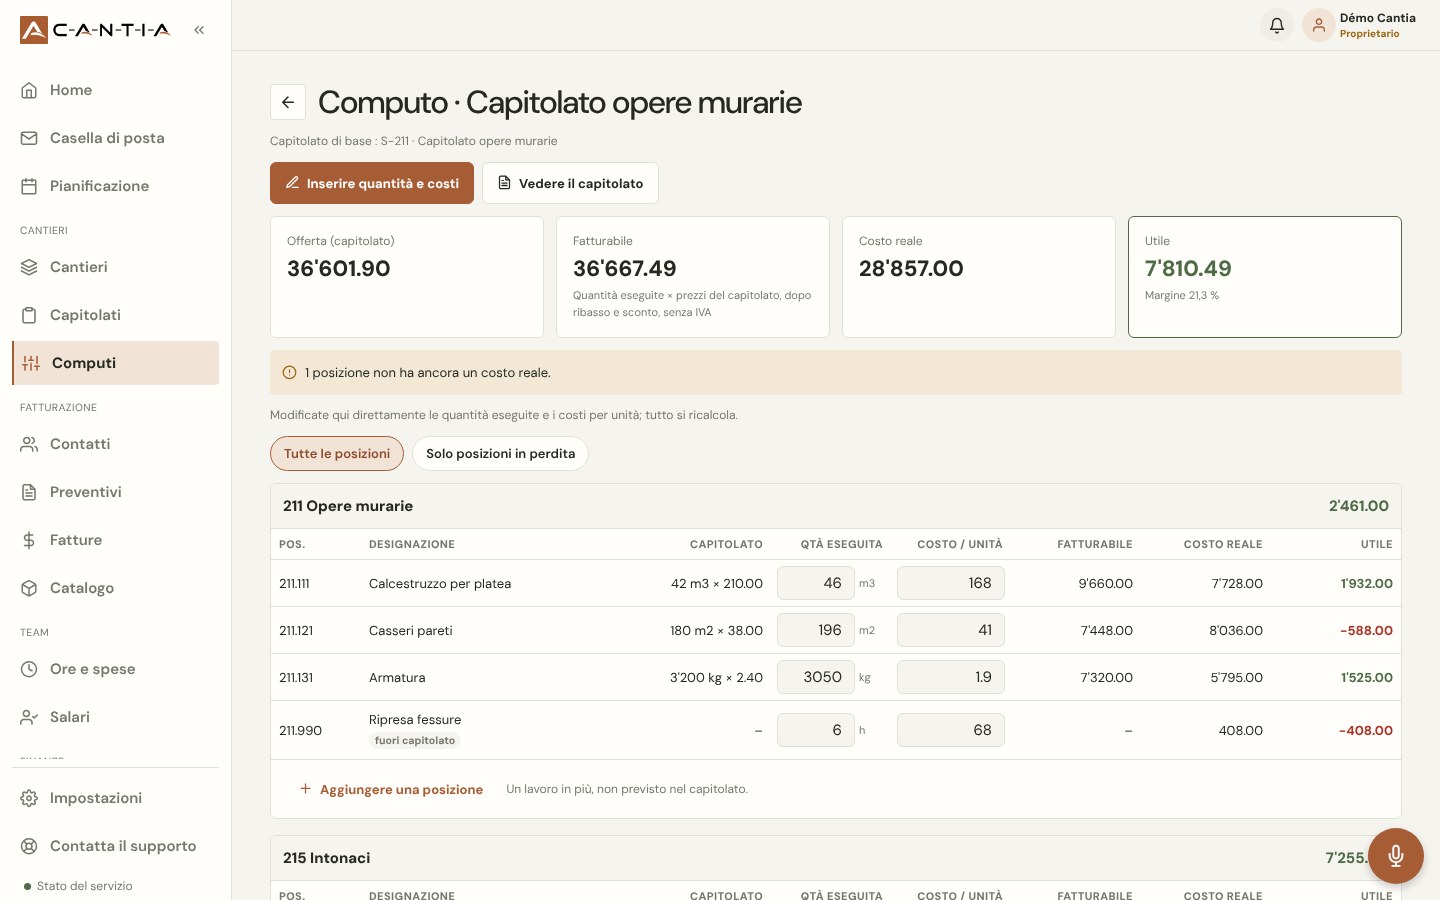 C-A-N-T-I-A
Démo Cantia
Proprietario
Home
Casella di posta
Pianificazione
CANTIERI
Cantieri
Capitolati
Computi
FATTURAZIONE
Contatti
Preventivi
Fatture
Catalogo
TEAM
Ore e spese
Salari
Impostazioni
Contatta il supporto
Stato del servizio
Computo · Capitolato opere murarie
Capitolato di base : S-211 · Capitolato opere murarie
Inserire quantità e costi
Vedere il capitolato
Offerta (capitolato)
36'601.90
Fatturabile
36'667.49
Quantità eseguite × prezzi del capitolato, dopo
ribasso e sconto, senza IVA
Costo reale
28'857.00
Utile
7'810.49
Margine 21,3 %
1 posizione non ha ancora un costo reale.
Modificate qui direttamente le quantità eseguite e i costi per unità; tutto si ricalcola.
Tutte le posizioni
Solo posizioni in perdita
211 Opere murarie 2'461.00
POS. DESIGNAZIONE CAPITOLATO QTÀ ESEGUITA COSTO / UNITÀ FATTURABILE COSTO REALE UTILE
211.111 Calcestruzzo per platea 42 m3 × 210.00 46 m3 168 9'660.00 7'728.00 1'932.00
211.121 Casseri pareti 180 m2 × 38.00 196 m2 41 7'448.00 8'036.00 -588.00
211.131 Armatura 3'200 kg × 2.40 3050 kg 1.9 7'320.00 5'795.00 1'525.00
211.990 Ripresa fessure – 6 h 68 – 408.00 -408.00
fuori capitolato
Aggiungere una posizione Un lavoro in più, non previsto nel capitolato.
215 Intonaci 7'255.
POS. DESIGNAZIONE CAPITOLATO QTÀ ESEGUITA COSTO / UNITÀ FATTURABILE COSTO REALE UTILE